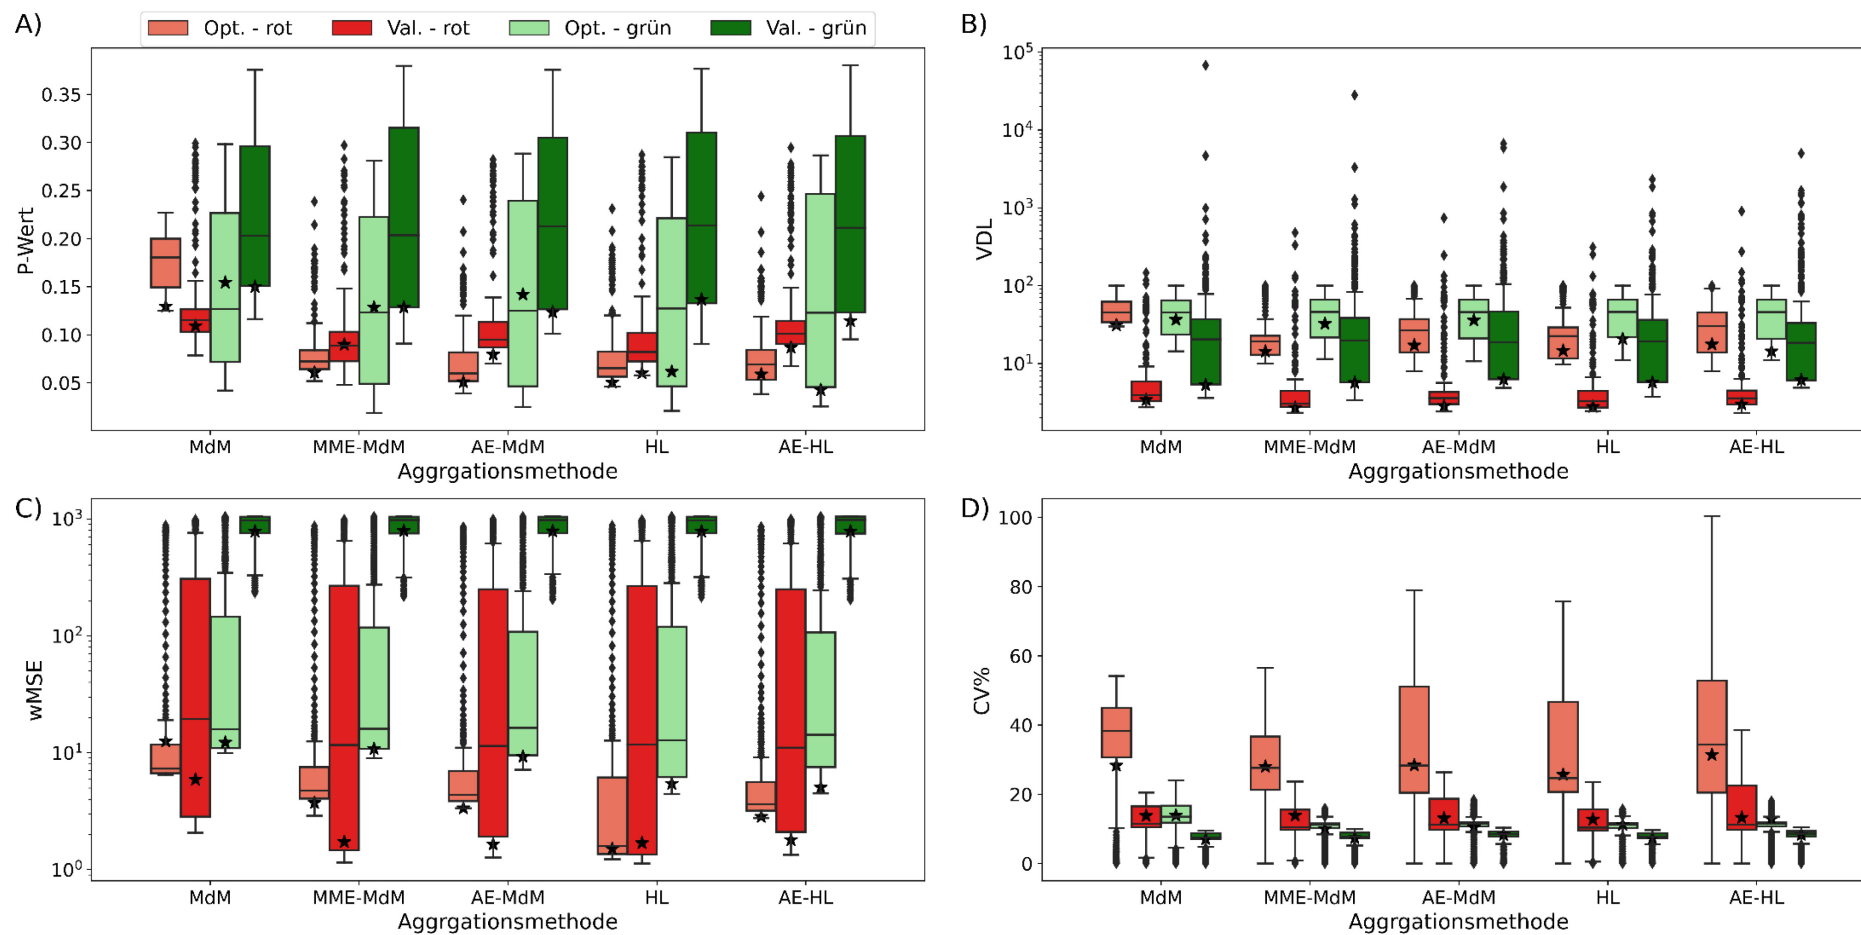 A)
Opt. - rot
Val. - rot
Opt. - grün
Val. - grün
P-Wert
0.35
0.30
0.25
0.20
0.15
0.10
0.05
MdM
MME-MdM
AE-MdM
HL
AE-HL
Aggrgationsmethode
B)
VDL
10⁵
10⁴
10³
10²
10¹
MdM
MME-MdM
AE-MdM
HL
AE-HL
Aggrgationsmethode
C)
wMSE
10³
10²
10¹
10⁰
MdM
MME-MdM
AE-MdM
HL
AE-HL
Aggrgationsmethode
D)
CV%
100
80
60
40
20
0
MdM
MME-MdM
AE-MdM
HL
AE-HL
Aggrgationsmethode